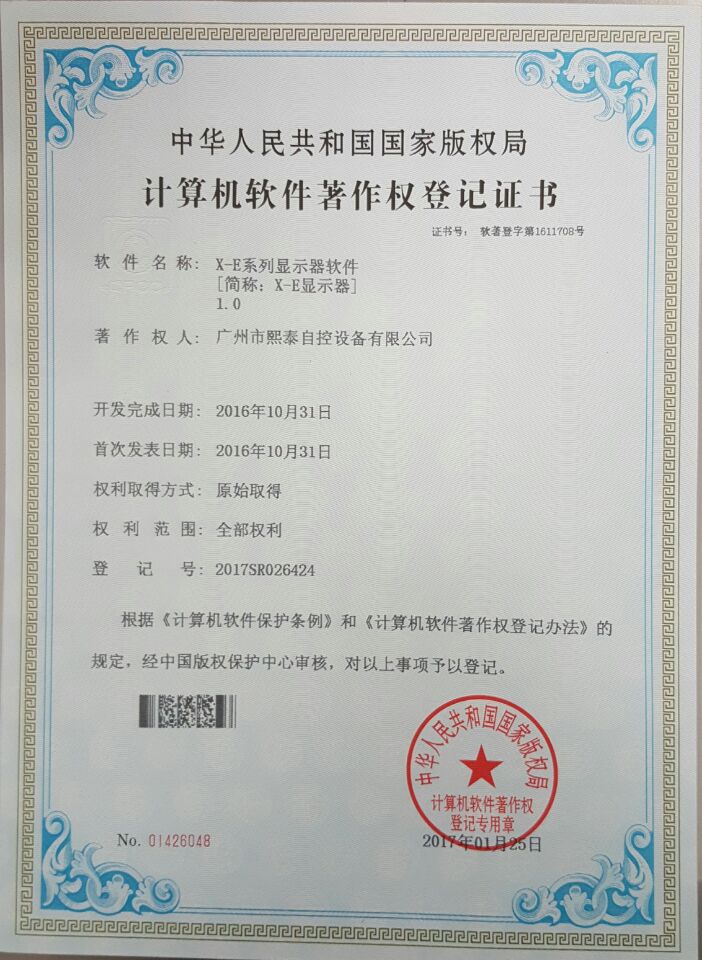 中华人民共和国国家版权局
计算机软件著作权登记证书
证书号： 软著登字第1611708号
软件名称： X-E系列显示器软件
[简称：X-E显示器]
1.0
著作权人： 广州市熙泰自控设备有限公司
开发完成日期： 2016年10月31日
首次发表日期： 2016年10月31日
权利取得方式： 原始取得
权利范围： 全部权利
登记号： 2017SR026424
根据《计算机软件保护条例》和《计算机软件著作权登记办法》的
规定，经中国版权保护中心审核，对以上事项予以登记。
中华人民共和国国家版权局
计算机软件著作权
登记专用章
No. 01426048
2017年01月25日